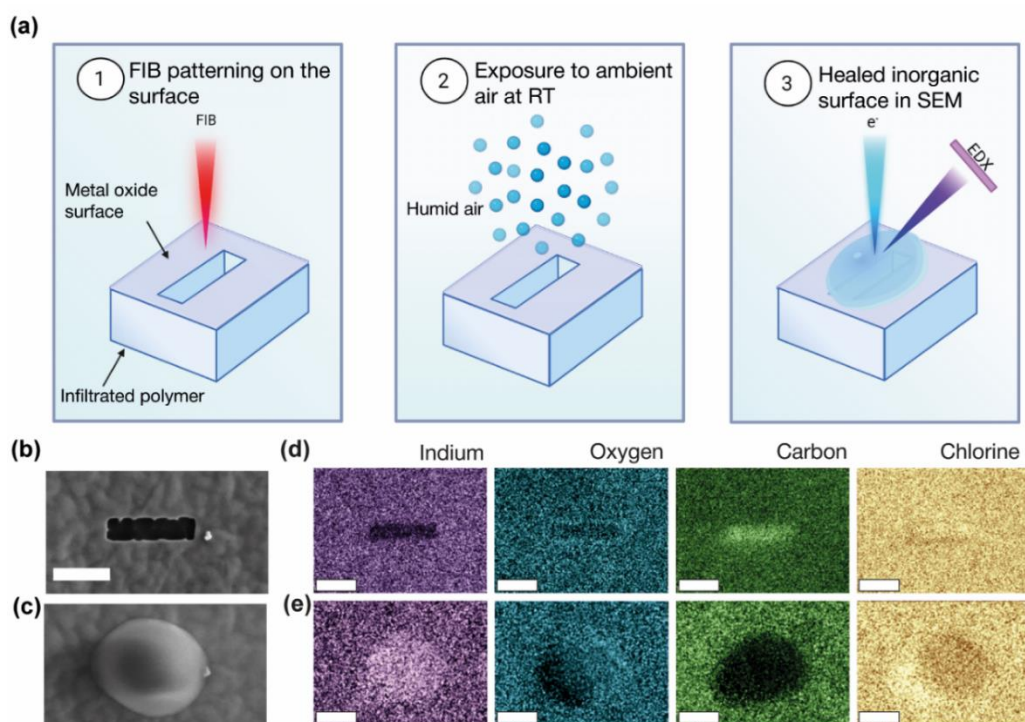 (a)
1
FIB patterning on the
surface
FIB
Metal oxide
surface
Infiltrated polymer
2
Exposure to ambient
air at RT
Humid air
3
Healed inorganic
surface in SEM
e-
EDX
(b)
(c)
(d)
Indium
Oxygen
Carbon
Chlorine
(e)